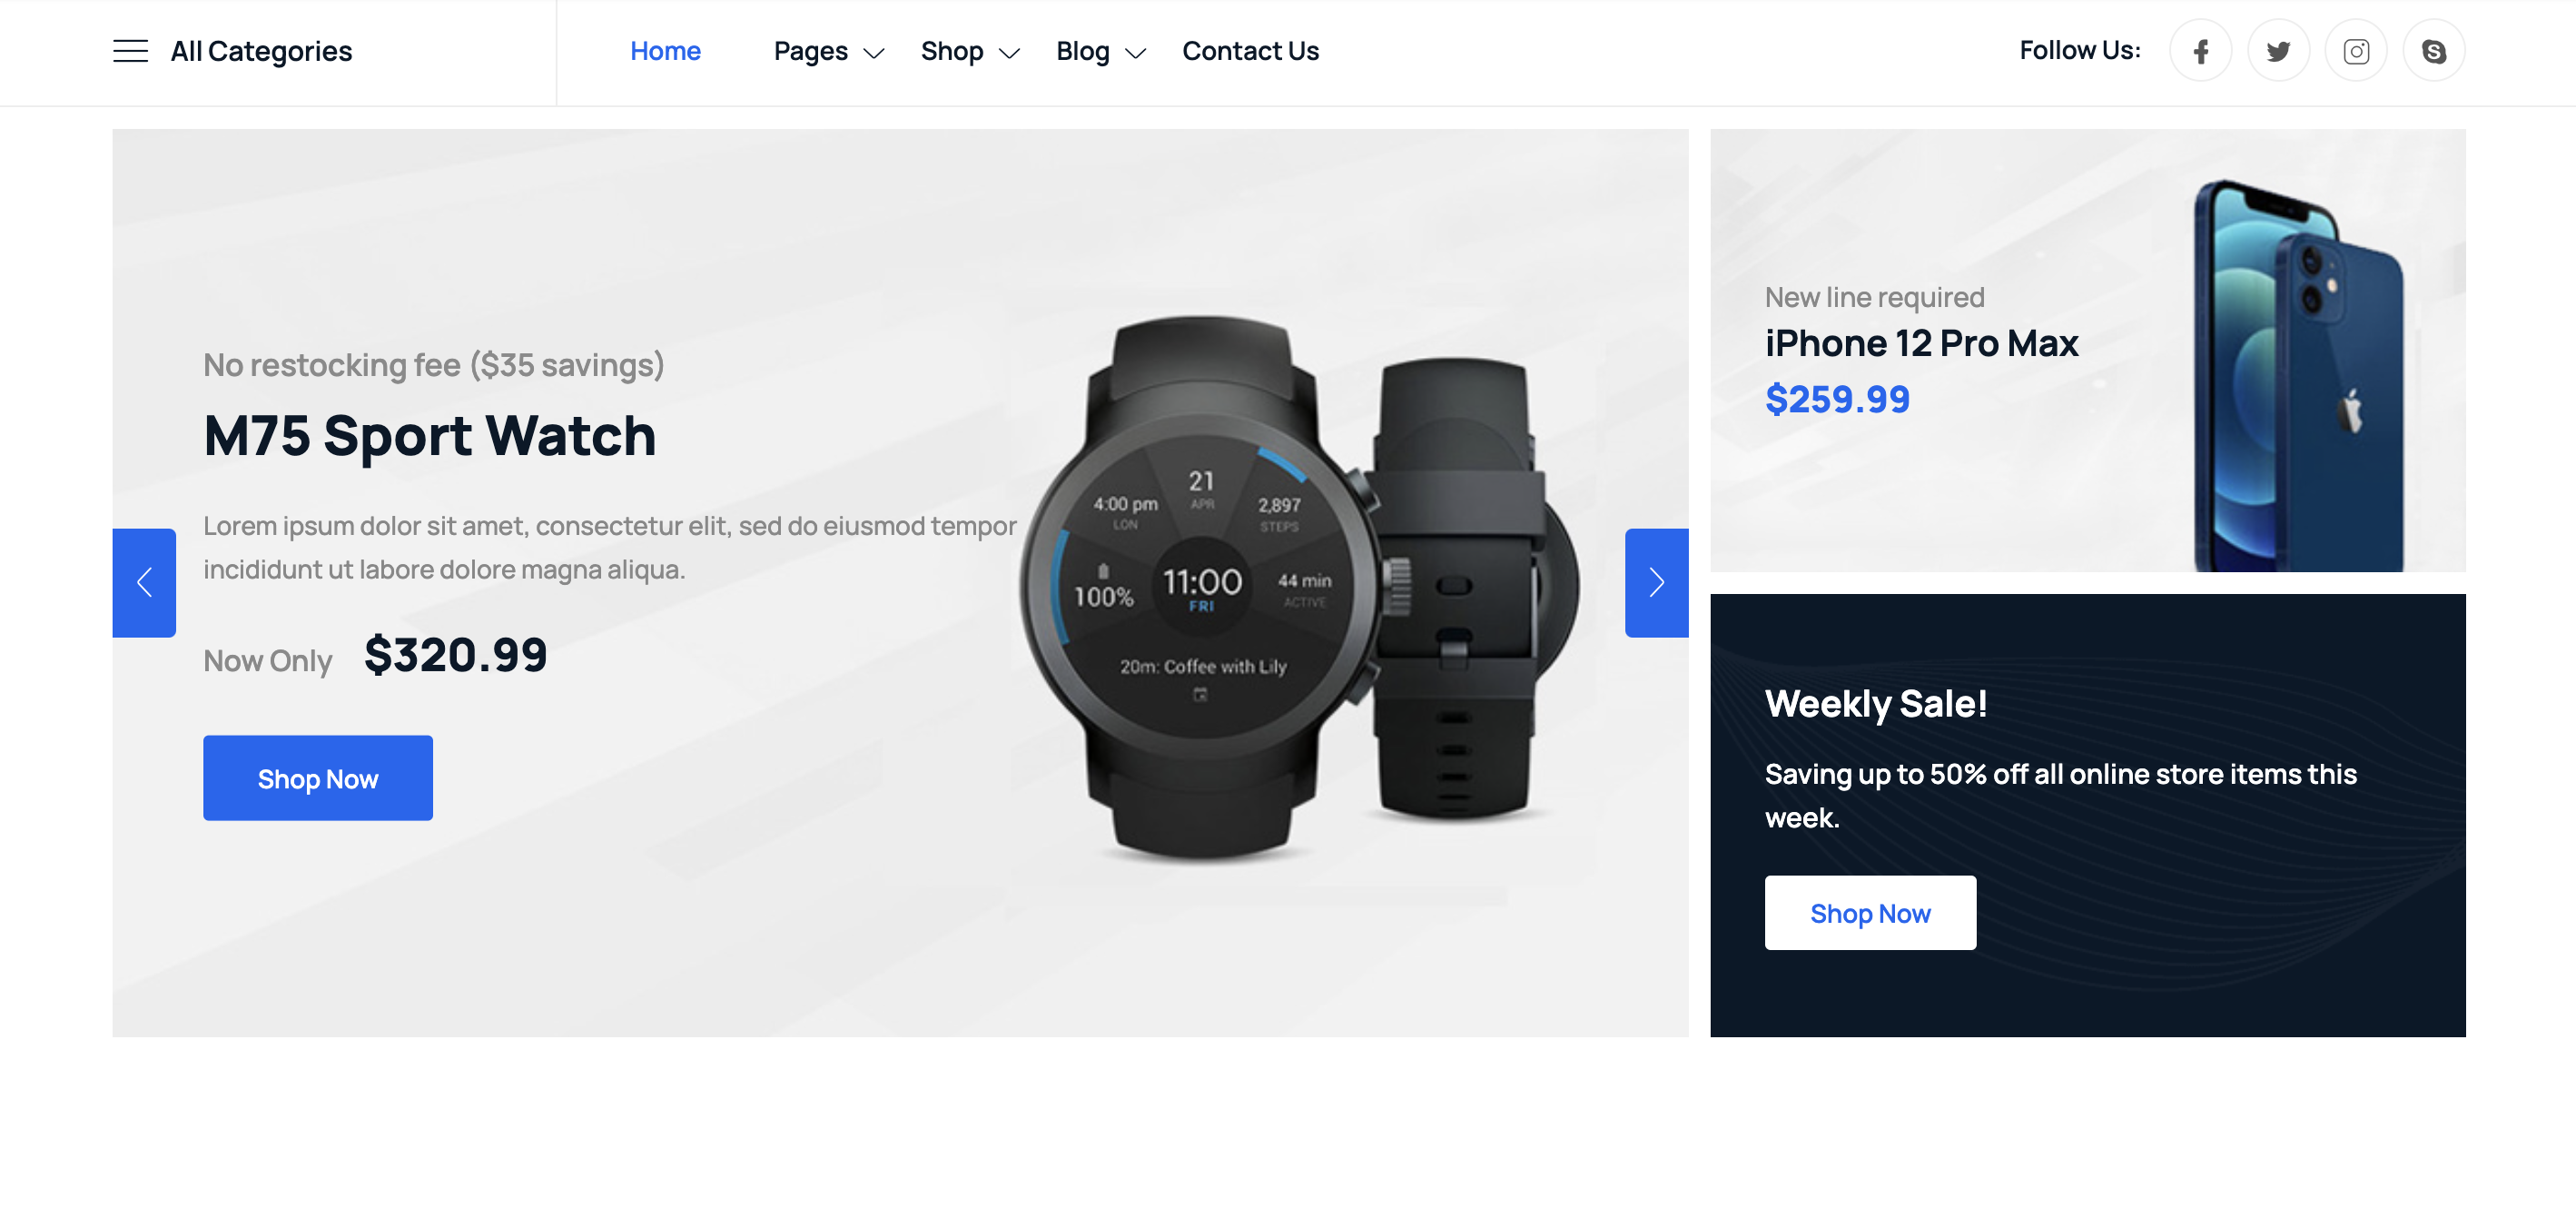 All Categories
Home
Pages
Shop
Blog
Contact Us
Follow Us:
No restocking fee ($35 savings)
M75 Sport Watch
Lorem ipsum dolor sit amet, consectetur elit, sed do eiusmod tempor
incididunt ut labore dolore magna aliqua.
Now Only $320.99
Shop Now
21
APR
4:00 pm
LON
2,897
STEPS
100%
11:00
FRI
44 min
ACTIVE
20m: Coffee with Lily
New line required
iPhone 12 Pro Max
$259.99
Weekly Sale!
Saving up to 50% off all online store items this
week.
Shop Now